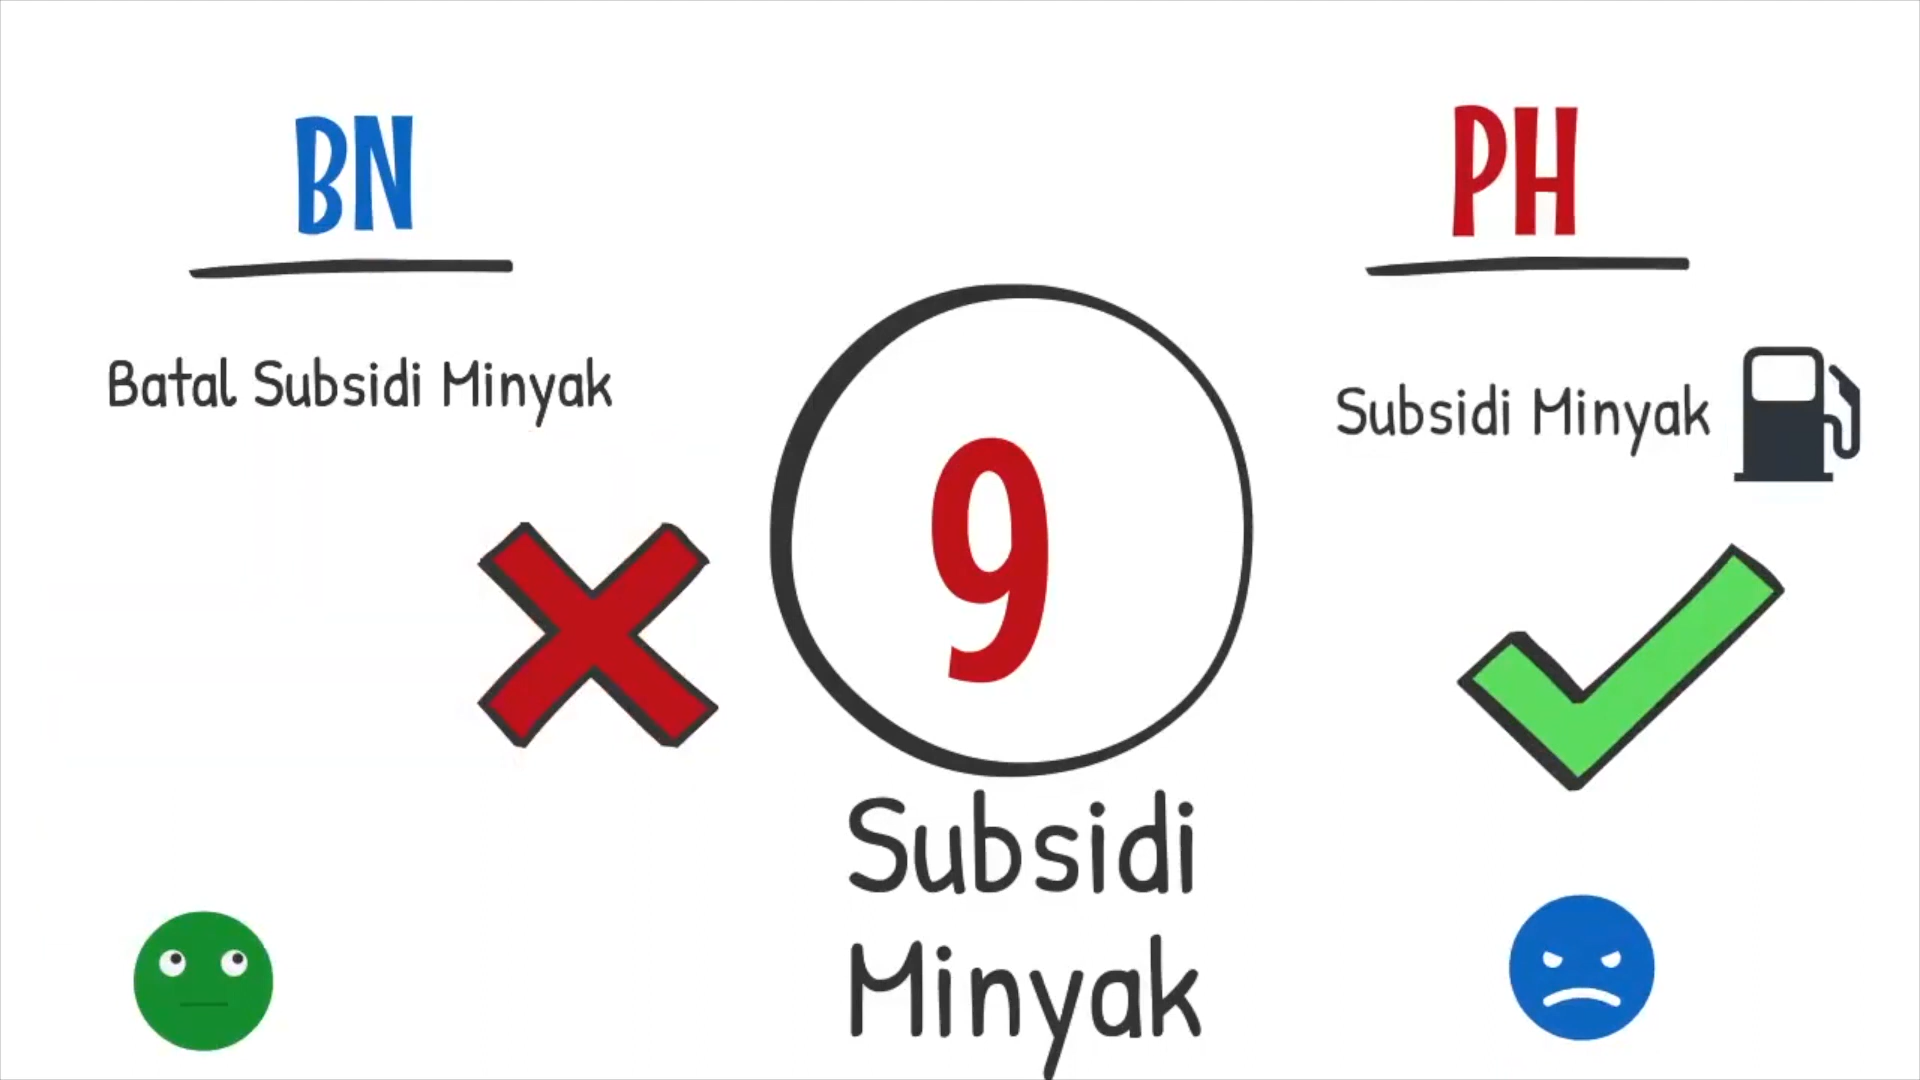 BN
Batal Subsidi Minyak
9
Subsidi
Minyak
PH
Subsidi Minyak